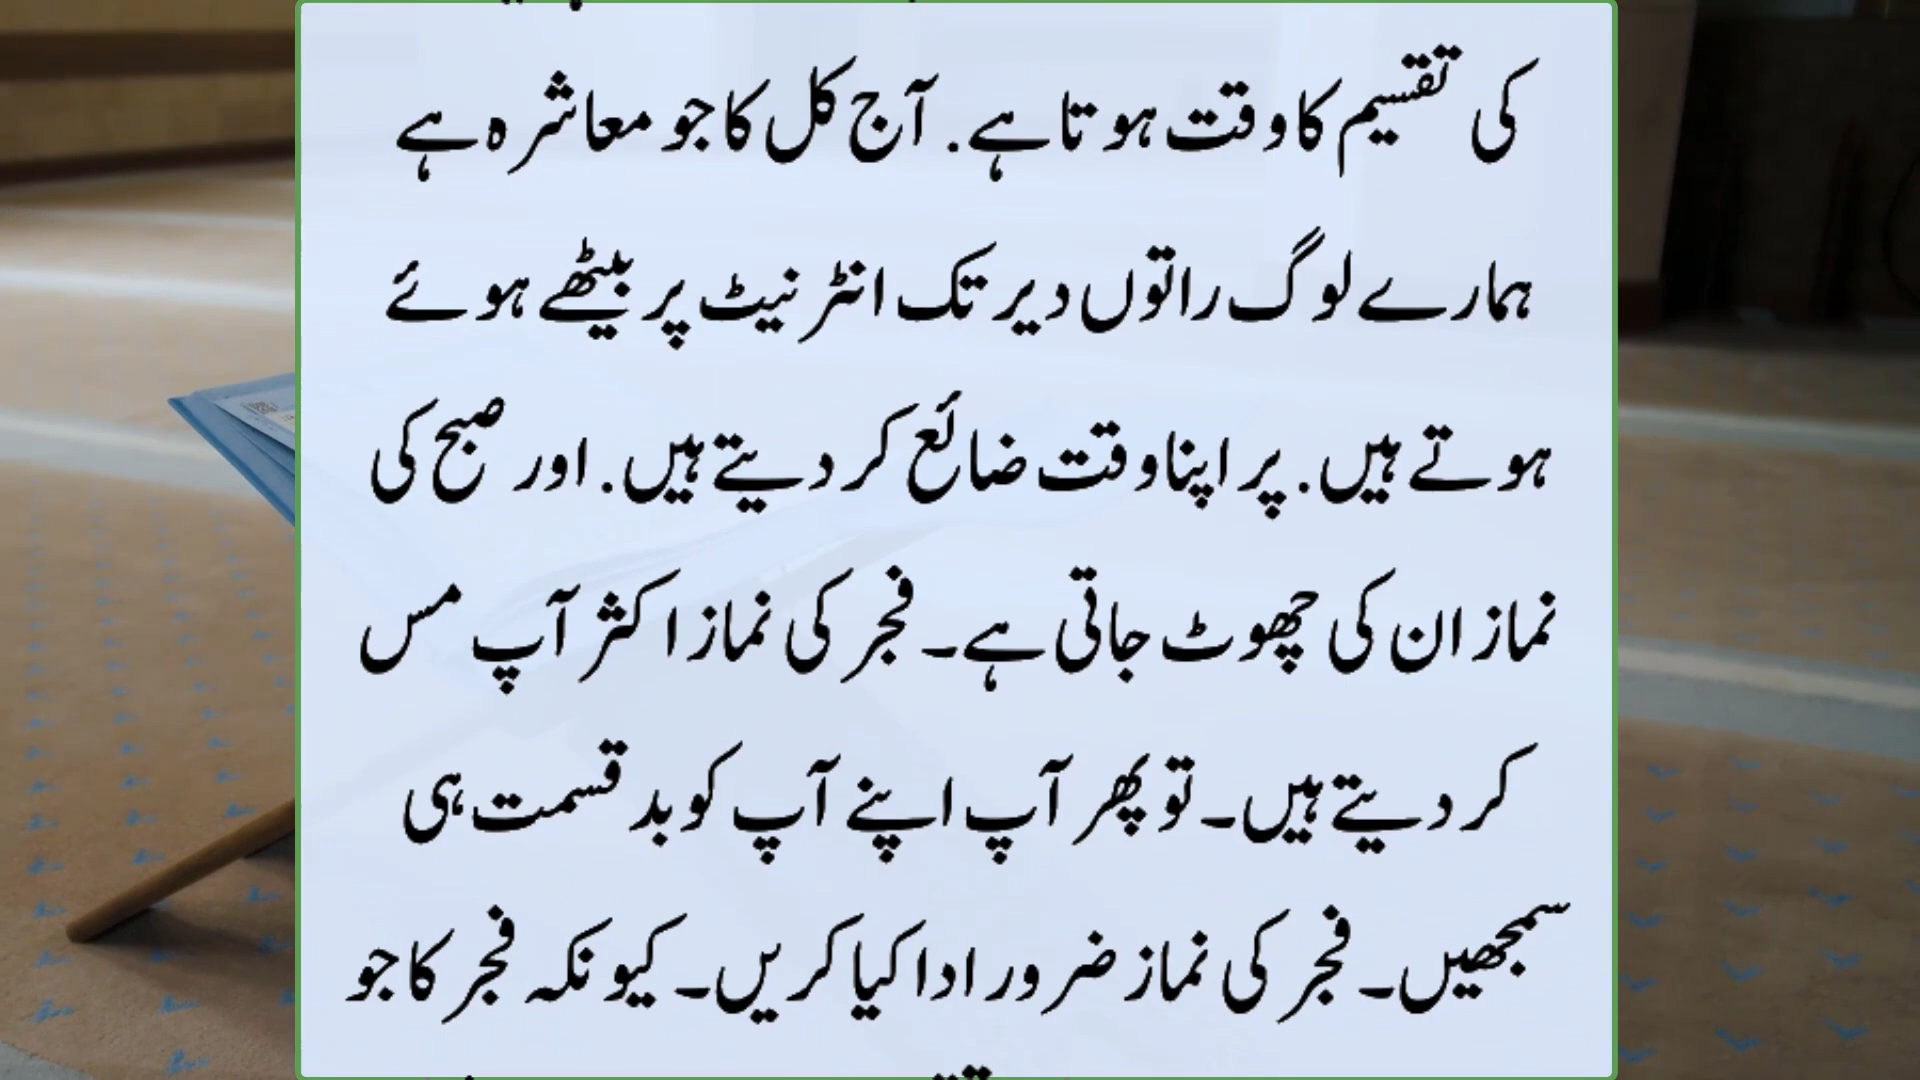 کی تقسیم کا وقت ہوتا ہے. آج کل کا جو معاشرہ ہے
ہمارے لوگ راتوں دیر تک انٹرنیٹ پر بیٹھے ہوئے
ہوتے ہیں. پر اپنا وقت ضائع کر دیتے ہیں. اور صبح کی
نماز ان کی چھوٹ جاتی ہے۔ فجر کی نماز اکثر آپ مس
کر دیتے ہیں۔ تو پھر آپ اپنے آپ کو بد قسمت ہی
سمجھیں۔ فجر کی نماز ضرور ادا کیا کریں۔ کیونکہ فجر کا جو